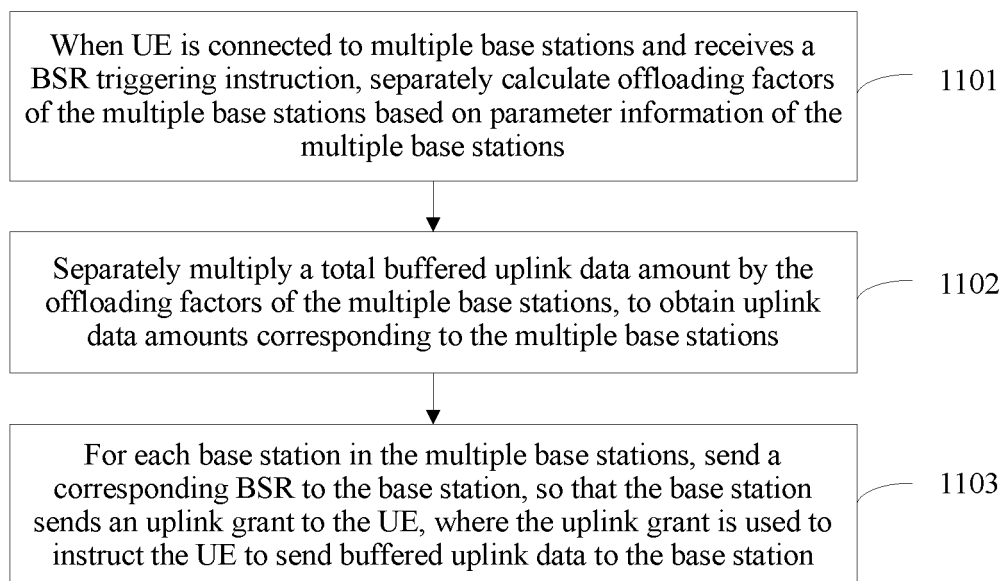 When UE is connected to multiple base stations and receives a
BSR triggering instruction, separately calculate offloading factors
of the multiple base stations based on parameter information of the
multiple base stations
1101
Separately multiply a total buffered uplink data amount by the
offloading factors of the multiple base stations, to obtain uplink
data amounts corresponding to the multiple base stations
1102
For each base station in the multiple base stations, send a
corresponding BSR to the base station, so that the base station
sends an uplink grant to the UE, where the uplink grant is used to
instruct the UE to send buffered uplink data to the base station
1103